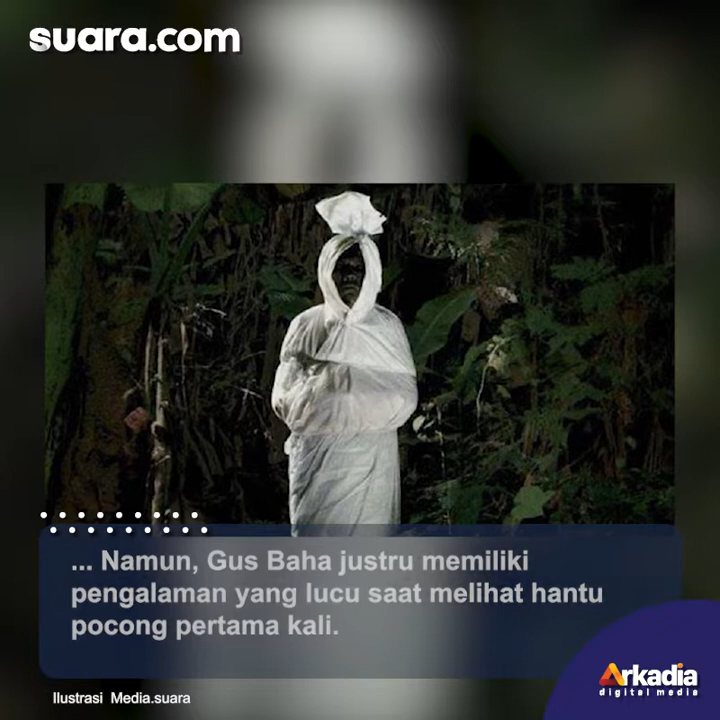 suara.com
... Namun, Gus Baha justru memiliki
pengalaman yang lucu saat melihat hantu
pocong pertama kali.
Ilustrasi Media.suara
Arkadia
digital media